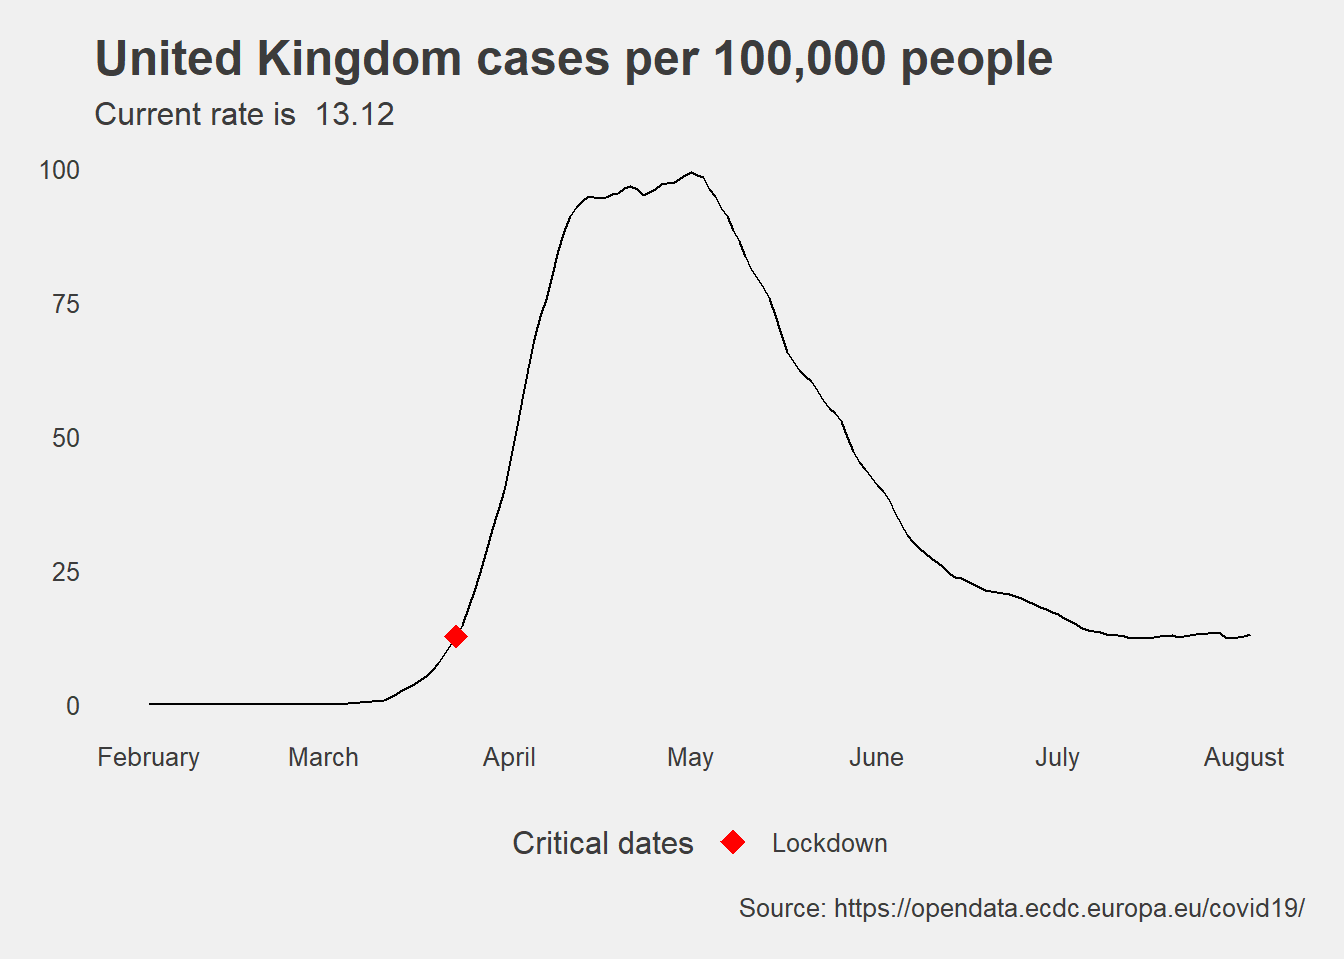 United Kingdom cases per 100,000 people
Current rate is  13.12
100
75
50
25
0
February March April May June July August
Critical dates Lockdown
Source: https://opendata.ecdc.europa.eu/covid19/